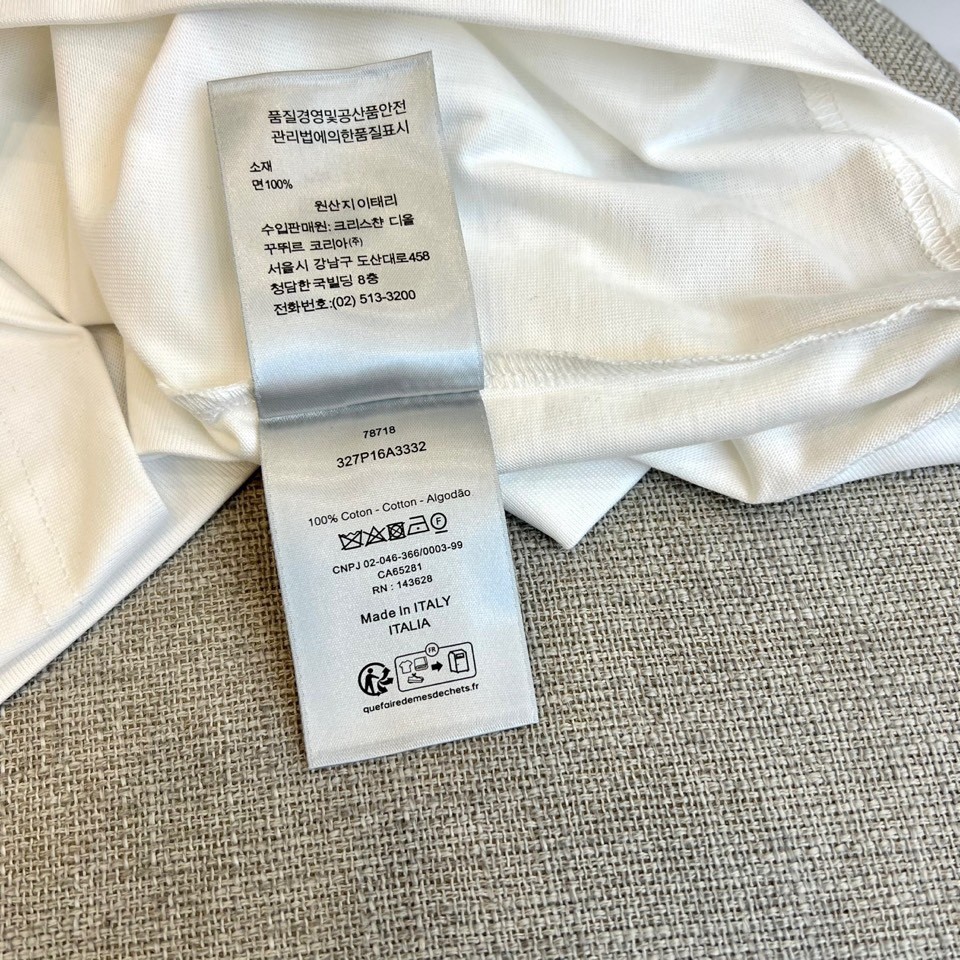 품질경영및공산품안전
관리법에의한품질표시
소재
면100%
원산지이태리
수입판매원: 크리스챤 디올
꾸뛰르 코리아(주)
서울시 강남구 도산대로458
청담한국빌딩 8층
전화번호:(02) 513-3200
78718
327P16A3332
100% Coton - Cotton - Algodão
F
CNPJ 02-046-366/0003-99
CA65281
RN : 143628
Made In ITALY
ITALIA
FR
quefairedemesdechets.fr